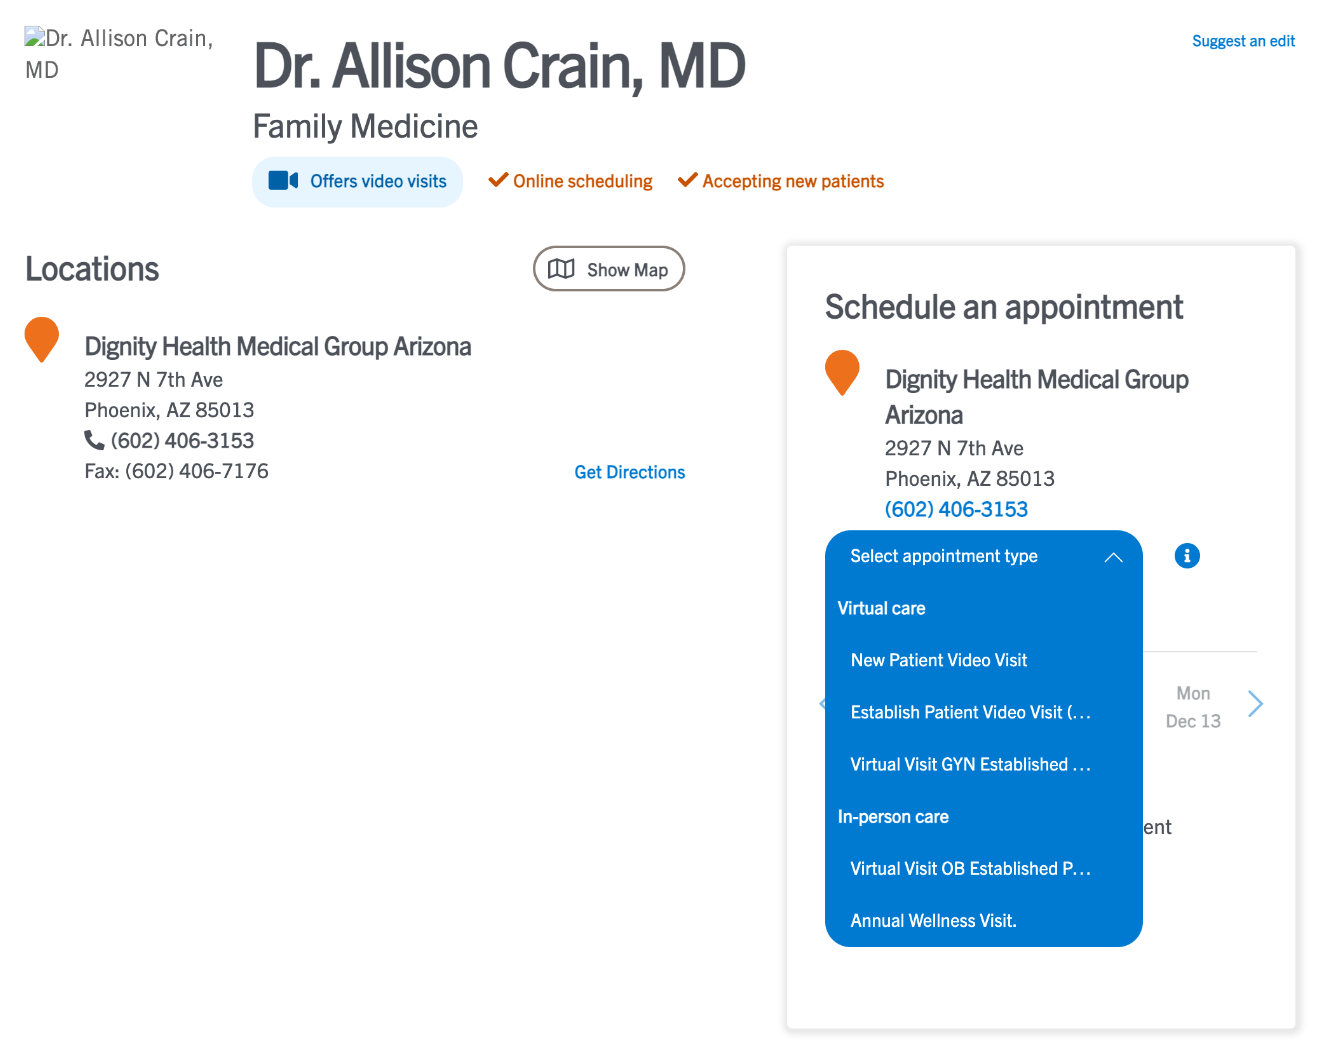 Dr. Allison Crain,
MD
Dr. Allison Crain, MD
Suggest an edit
Family Medicine
Offers video visits
Online scheduling
Accepting new patients
Locations
Show Map
Dignity Health Medical Group Arizona
2927 N 7th Ave
Phoenix, AZ 85013
(602) 406-3153
Fax: (602) 406-7176
Get Directions
Schedule an appointment
Dignity Health Medical Group
Arizona
2927 N 7th Ave
Phoenix, AZ 85013
(602) 406-3153
Select appointment type
Virtual care
New Patient Video Visit
Establish Patient Video Visit (...
Virtual Visit GYN Established ...
In-person care
Virtual Visit OB Established P...
Annual Wellness Visit.
Mon
Dec 13
ent